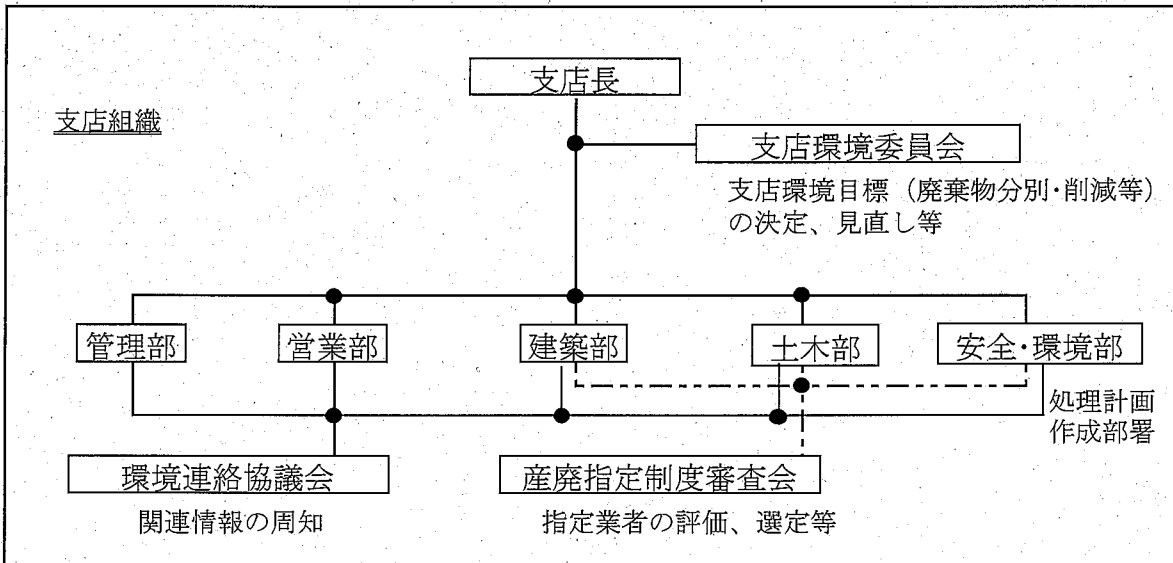 支店長
支店組織
支店環境委員会
支店環境目標（廃棄物分別・削減等）
の決定、見直し等
管理部
営業部
建築部
土木部
安全・環境部
処理計画
作成部署
環境連絡協議会
産廃指定制度審査会
関連情報の周知
指定業者の評価、選定等